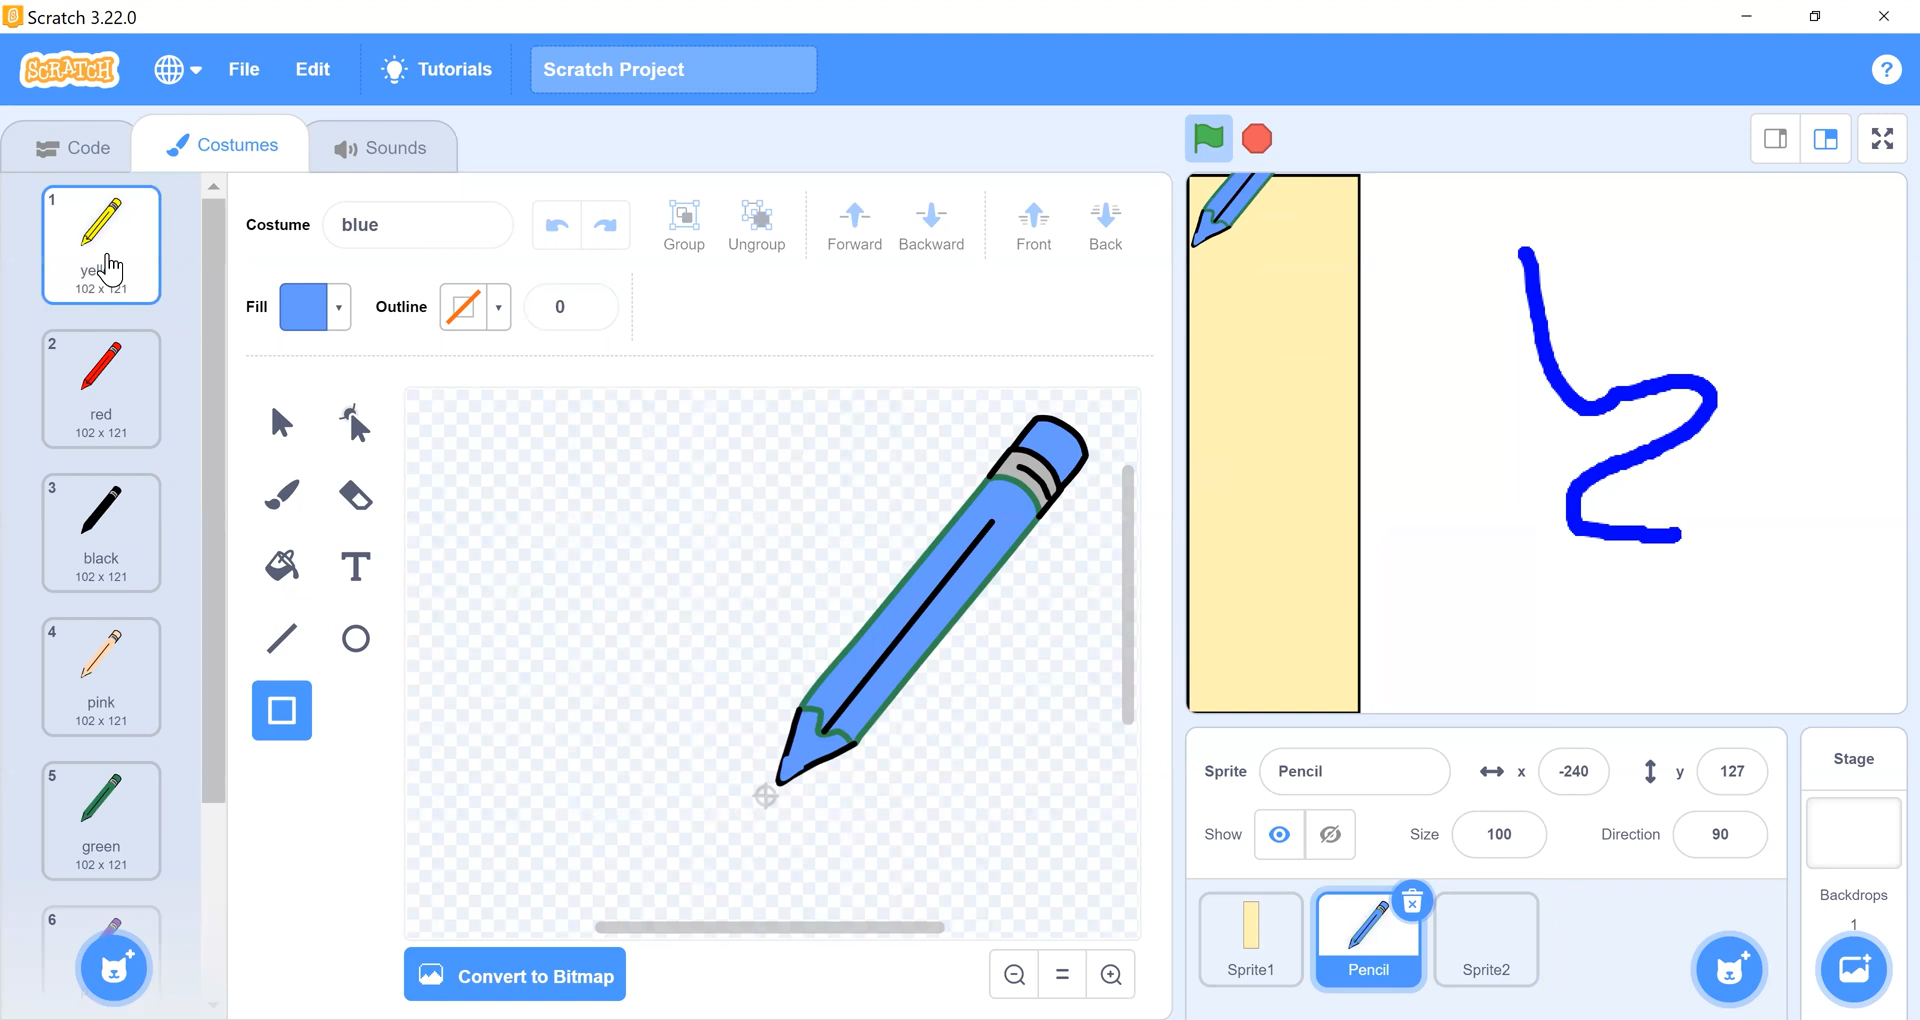 Scratch 3.22.0
SCRATCH File Edit Tutorials Scratch Project ?
Code Costumes Sounds
Costume blue Group Ungroup Forward Backward Front Back
Fill Outline 0
1
102 x 121
2
red
102 x 121
3
black
102 x 121
4
pink
102 x 121
5
green
102 x 121
6
T
Convert to Bitmap
Sprite Pencil x -240 y 127
Show Size 100 Direction 90
Sprite1 Pencil Sprite2
Stage
Backdrops
1